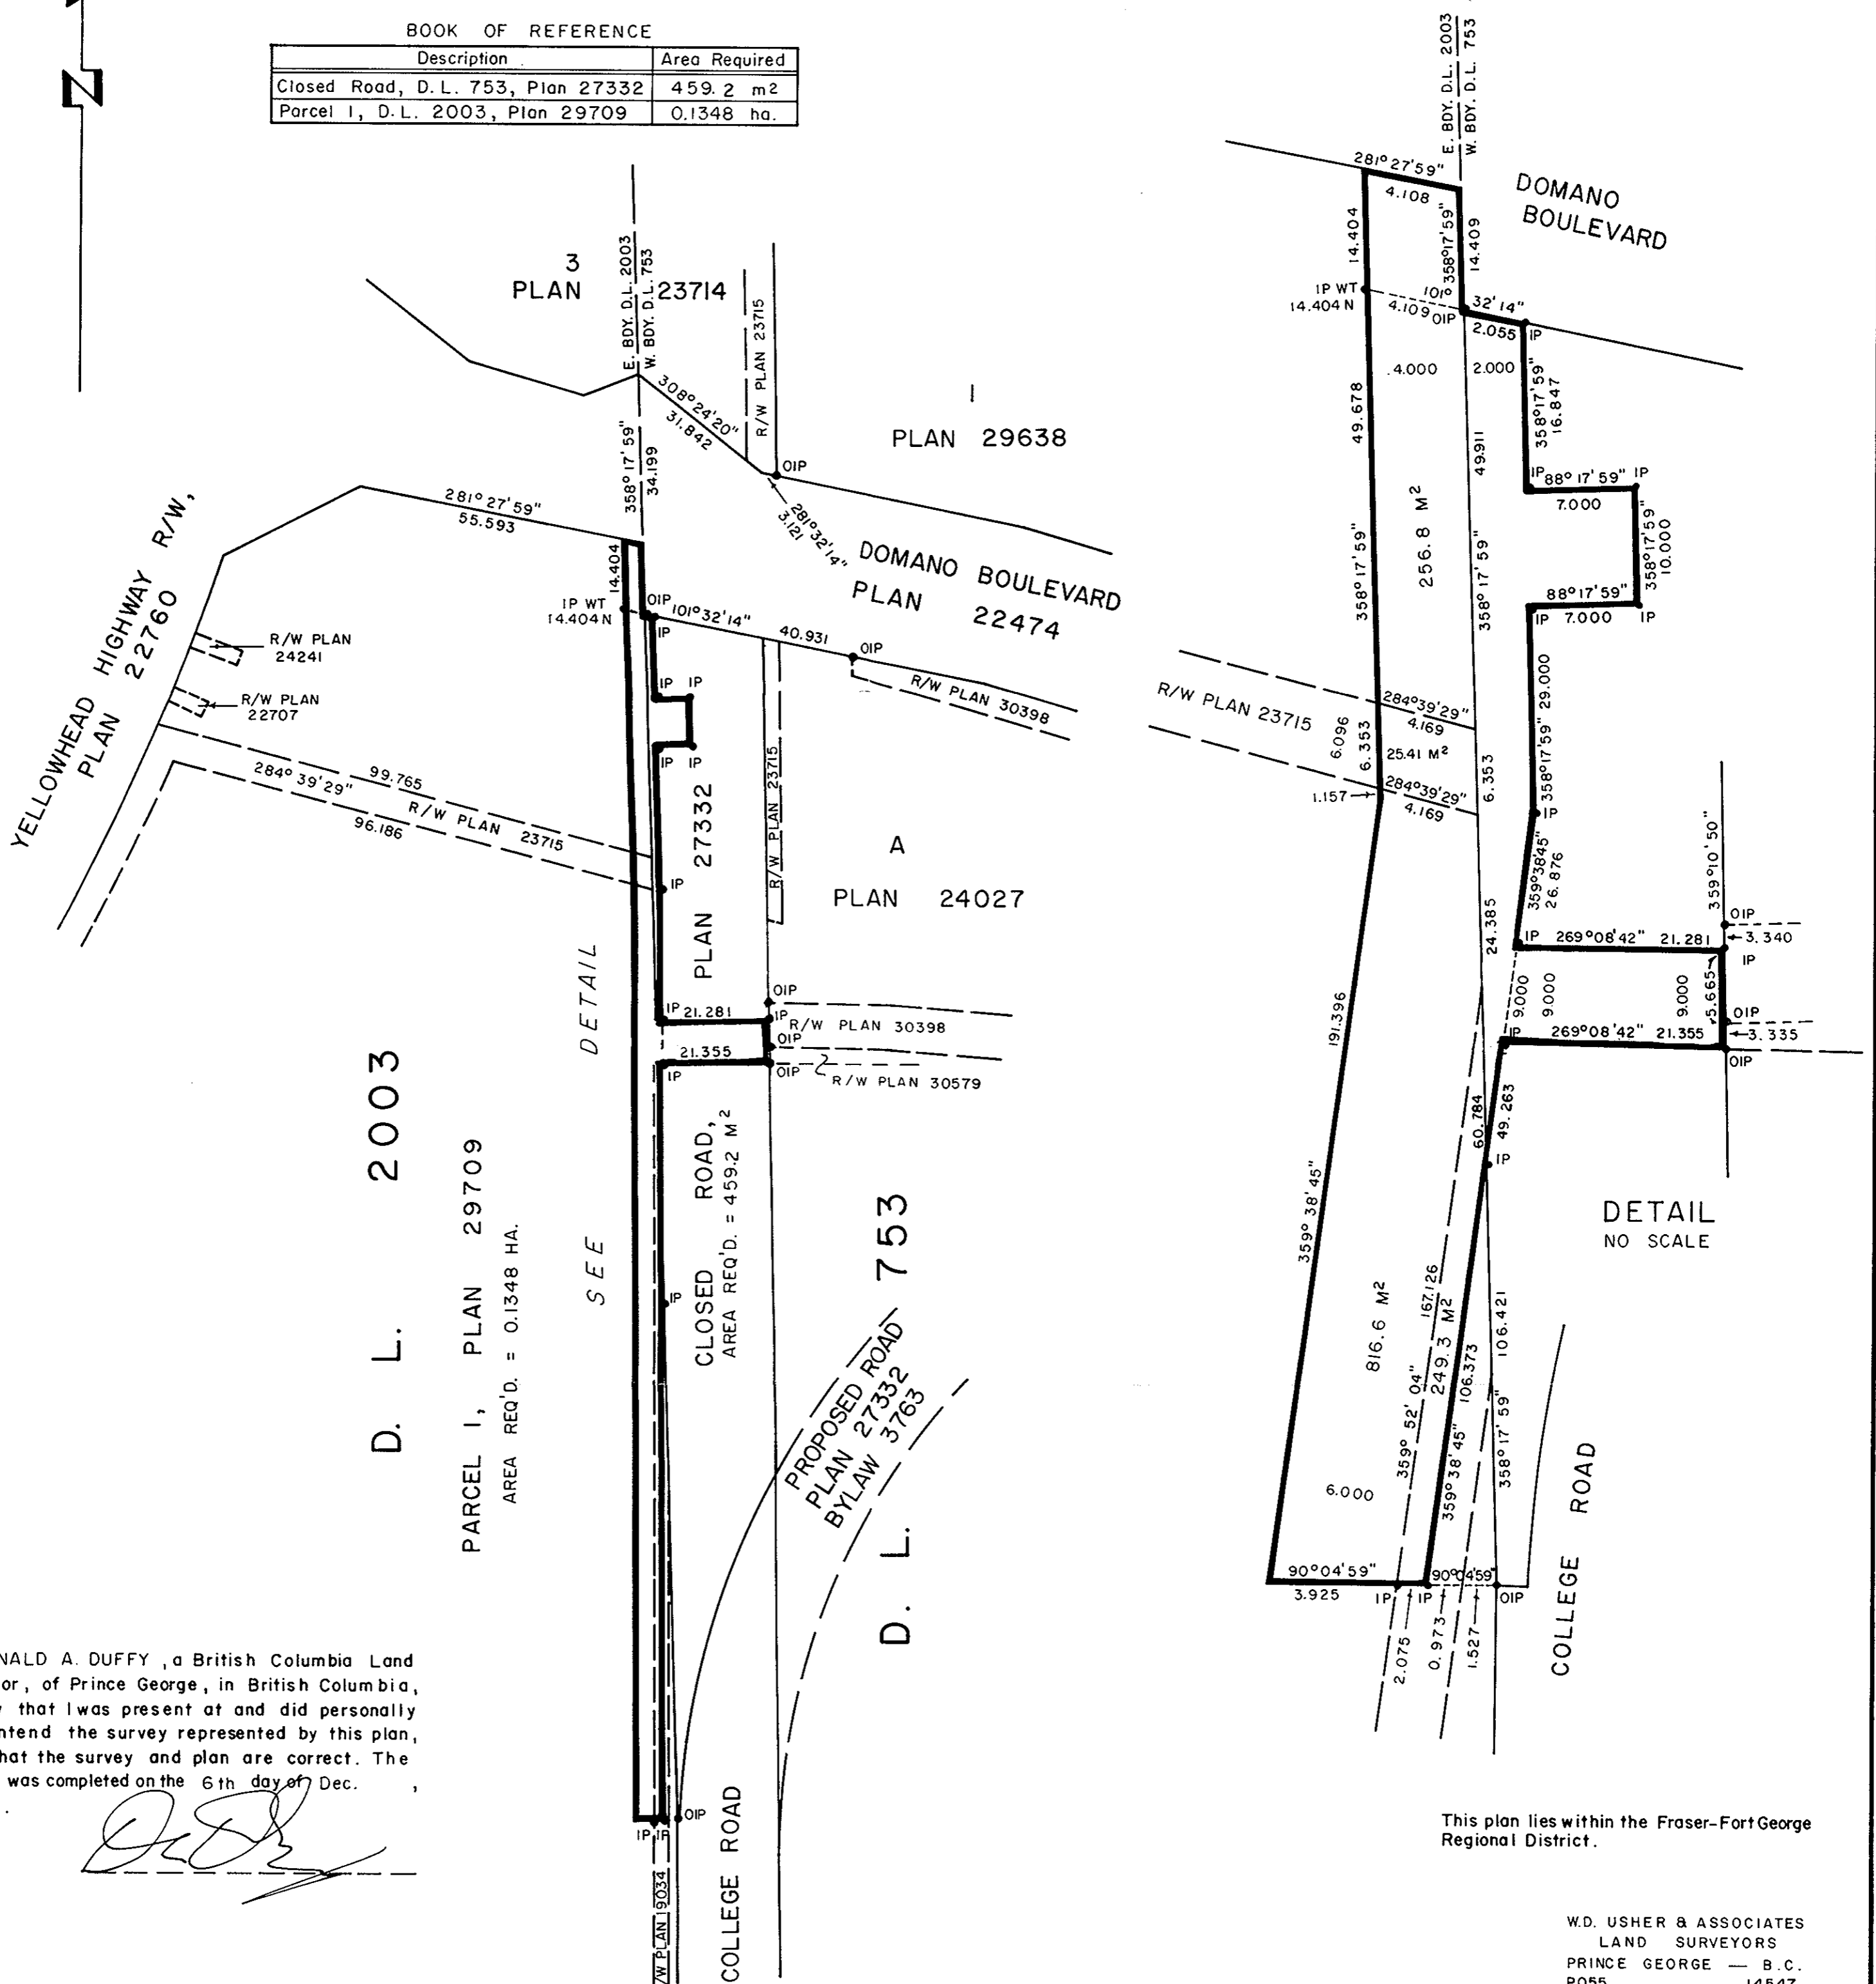 N
BOOK OF REFERENCE
Description Area Required
Closed Road, D.L. 753, Plan 27332 459.2 m2
Parcel 1, D.L. 2003, Plan 29709 0.1348 ha.
3
PLAN 23714
E. BDY. D.L. 2003
W. BDY. D.L. 753
R/W PLAN 23715
308°24'20"
31.842
1
PLAN 29638
358°17'59"
34.199
OIP
281°32'14"
3.121
281°27'59"
55.593
DOMANO BOULEVARD
PLAN 22474
YELLOWHEAD HIGHWAY R/W,
PLAN 22760
14.404
IP WT
14.404 N
OIP
101°32'14"
40.931
OIP
IP
R/W PLAN
24241
R/W PLAN
22707
R/W PLAN 30398
IP IP
IP IP
99.765
284°39'29"
R/W PLAN 23715
96.186
IP
PLAN 27332
R/W PLAN 23715
A
PLAN 24027
SEE DETAIL
OIP
IP 21.281 IP
R/W PLAN 30398
OIP
21.355
IP OIP
R/W PLAN 30579
D. L. 2003
PARCEL 1, PLAN 29709
AREA REQ'D. = 0.1348 HA.
CLOSED ROAD,
AREA REQ'D. = 459.2 M2
IP
D. L. 753
PROPOSED ROAD
PLAN 27332
BYLAW 3763
OIP
IP IP
COLLEGE ROAD
/W PLAN 19034
NALD A. DUFFY, a British Columbia Land
or, of Prince George, in British Columbia,
that I was present at and did personally
ntend the survey represented by this plan,
hat the survey and plan are correct. The
was completed on the 6th day of Dec. ,
E. BDY. D.L. 2003
W. BDY. D.L. 753
281°27'59"
4.108
DOMANO
BOULEVARD
14.404
358°17'59"
14.409
IP WT
14.404 N
101° 32'14"
4.109 OIP
2.055 IP
4.000 2.000
49.678
358°17'59"
16.847
49.911
IP 88°17'59" IP
7.000
256.8 M2
358°17'59"
10.000
358°17'59"
358°17'59"
88°17'59"
IP 7.000 IP
358°17'59" 29.000
R/W PLAN 23715
284°39'29"
4.169
6.096
6.353
25.41 M2
6.353
1.157
284°39'29"
4.169
IP
359°38'45"
26.876
359°10'50"
24.385
OIP
3.340
IP 269°08'42" 21.281
IP
9.000
9.000
9.000
5.665
OIP
3.335
IP 269°08'42" 21.355
OIP
191.396
359°38'45"
60.784
49.263
IP
DETAIL
NO SCALE
816.6 M2
167.126
359°52'04"
249.3 M2
106.373
359°38'45"
106.421
358°17'59"
6.000
90°04'59"
3.925
90°04'59"
IP IP OIP
2.075
0.973
1.527
COLLEGE ROAD
This plan lies within the Fraser-Fort George
Regional District.
W.D. USHER & ASSOCIATES
LAND SURVEYORS
PRINCE GEORGE — B.C.
P055 14547